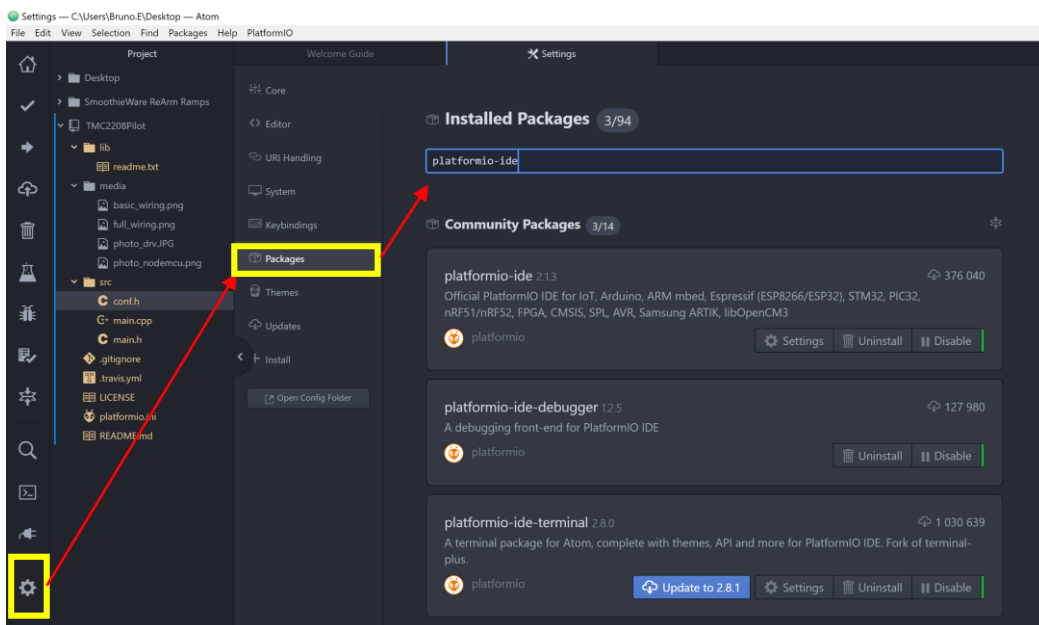 Settings — C:\Users\Bruno.E\Desktop — Atom
File Edit View Selection Find Packages Help PlatformIO
Project
Welcome Guide
Settings
Desktop
SmoothieWare ReArm Ramps
TMC2208Pilot
lib
readme.txt
media
basic_wiring.png
full_wiring.png
photo_drv.JPG
photo_nodemcu.png
src
conf.h
main.cpp
main.h
.gitignore
.travis.yml
LICENSE
platformio.ini
README.md
Core
Editor
URI Handling
System
Keybindings
Packages
Themes
Updates
Install
Open Config Folder
Installed Packages 3/94
platformio-ide
Community Packages 3/14
platformio-ide 2.1.3 376 040
Official PlatformIO IDE for IoT, Arduino, ARM mbed, Espressif (ESP8266/ESP32), STM32, PIC32,
nRF51/nRF52, FPGA, CMSIS, SPL, AVR, Samsung ARTIK, libOpenCM3
platformio Settings Uninstall Disable
platformio-ide-debugger 1.2.5 127 980
A debugging front-end for PlatformIO IDE
platformio Uninstall Disable
platformio-ide-terminal 2.8.0 1 030 639
A terminal package for Atom, complete with themes, API and more for PlatformIO IDE. Fork of terminal-
plus.
platformio Update to 2.8.1 Settings Uninstall Disable